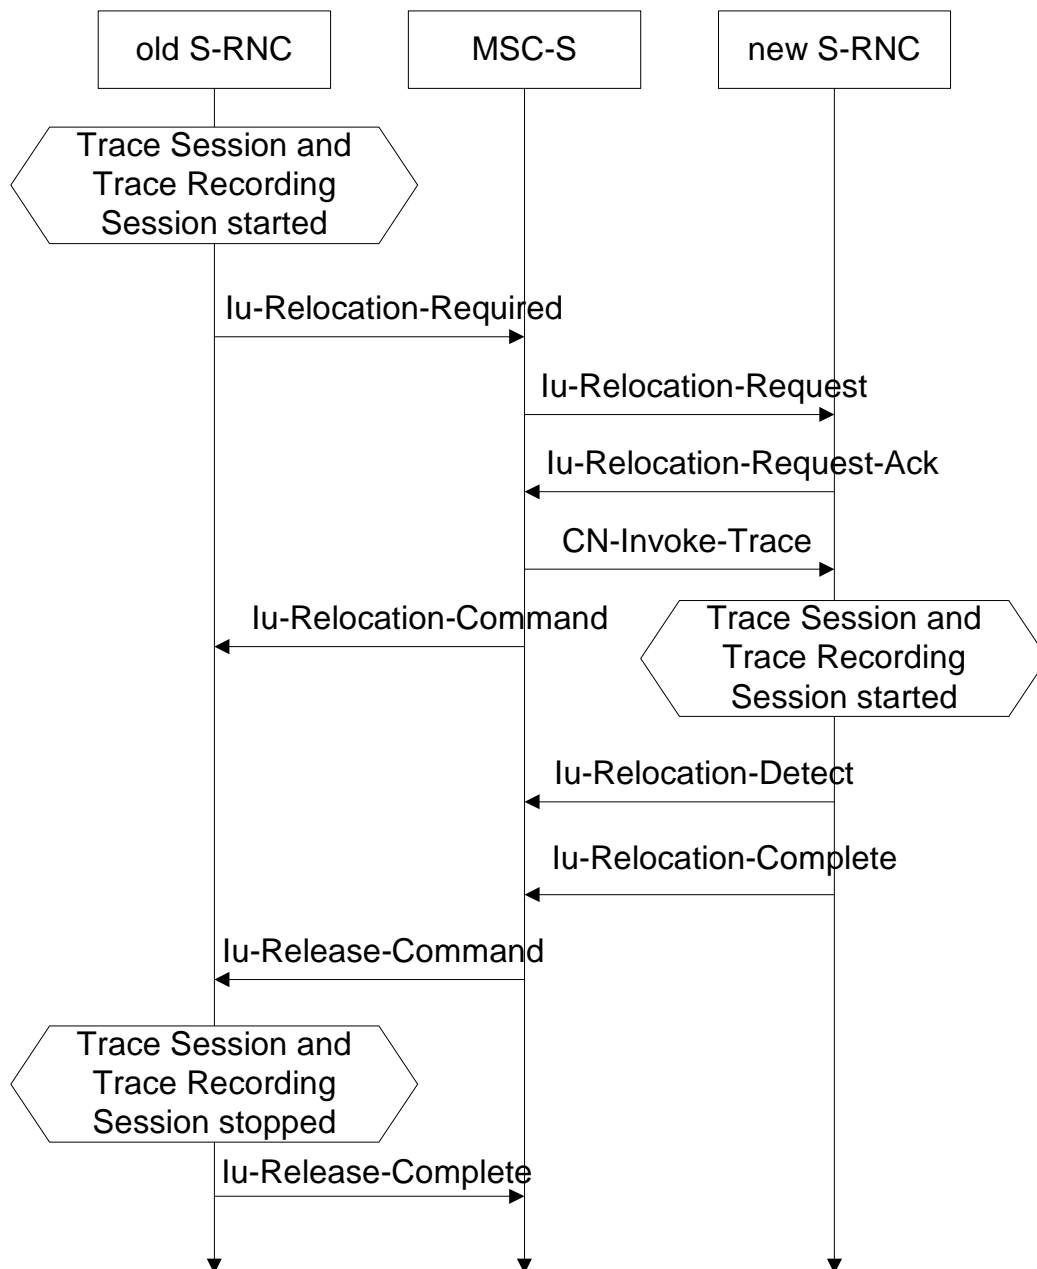 old S-RNC
MSC-S
new S-RNC
Trace Session and
Trace Recording
Session started
Iu-Relocation-Required
Iu-Relocation-Request
Iu-Relocation-Request-Ack
CN-Invoke-Trace
Iu-Relocation-Command
Trace Session and
Trace Recording
Session started
Iu-Relocation-Detect
Iu-Relocation-Complete
Iu-Release-Command
Trace Session and
Trace Recording
Session stopped
Iu-Release-Complete